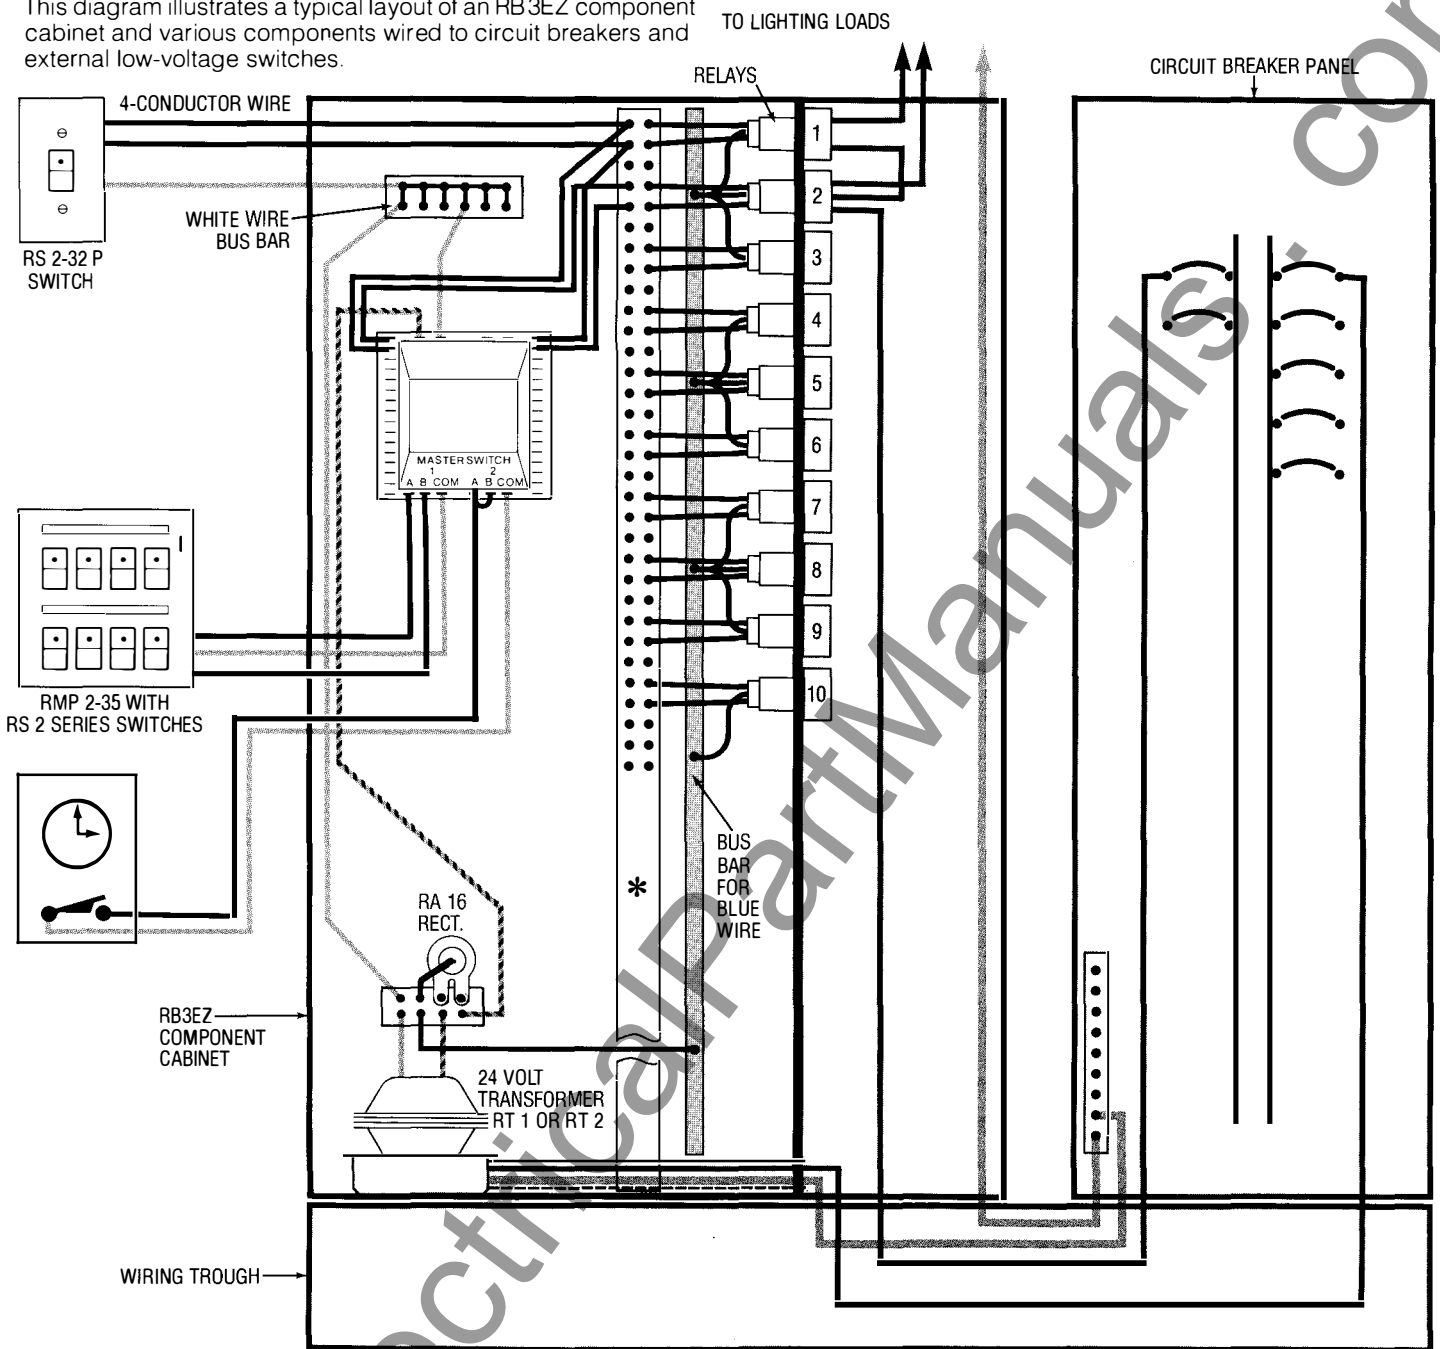 This diagram illustrates a typical layout of an RB3EZ component
cabinet and various components wired to circuit breakers and
external low-voltage switches.
TO LIGHTING LOADS
RELAYS
CIRCUIT BREAKER PANEL
4-CONDUCTOR WIRE
WHITE WIRE
BUS BAR
RS 2-32 P
SWITCH
1
2
3
4
5
6
7
8
9
10
MASTER SWITCH
1 2
A B COM A B COM
RMP 2-35 WITH
RS 2 SERIES SWITCHES
BUS
BAR
FOR
BLUE
WIRE
*
RA 16
RECT.
RB3EZ
COMPONENT
CABINET
24 VOLT
TRANSFORMER
RT 1 OR RT 2
WIRING TROUGH
ectricalPartManuals . com